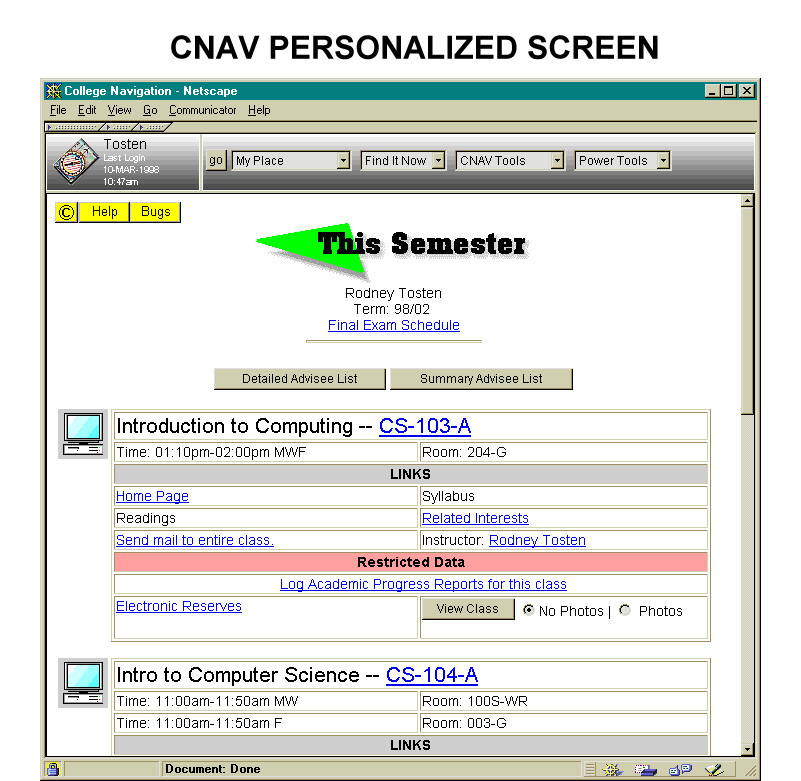 CNAV PERSONALIZED SCREEN
College Navigation - Netscape
File Edit View Go Communicator Help
Tosten
Last Login
10-MAR-1998
10:47am
go My Place Find It Now CNAV Tools Power Tools
© Help Bugs
This Semester
Rodney Tosten
Term: 98/02
Final Exam Schedule
Detailed Advisee List Summary Advisee List
Introduction to Computing -- CS-103-A
Time: 01:10pm-02:00pm MWF Room: 204-G
LINKS
Home Page Syllabus
Readings Related Interests
Send mail to entire class. Instructor: Rodney Tosten
Restricted Data
Log Academic Progress Reports for this class
Electronic Reserves View Class No Photos | Photos
Intro to Computer Science -- CS-104-A
Time: 11:00am-11:50am MW Room: 100S-WR
Time: 11:00am-11:50am F Room: 003-G
LINKS
Document: Done